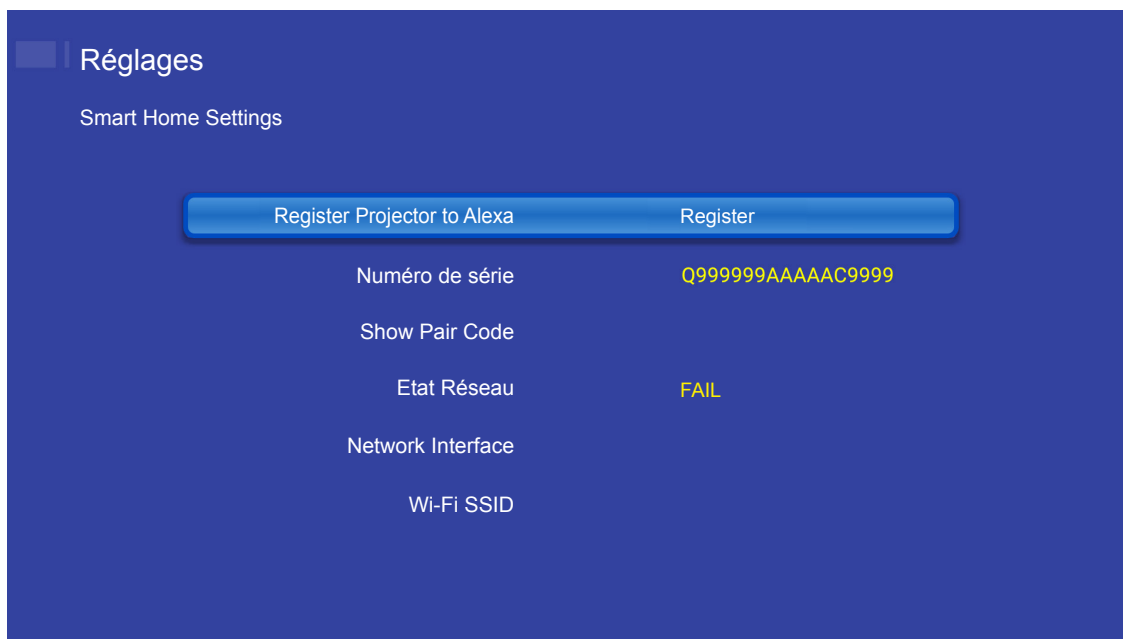 Réglages
Smart Home Settings
Register Projector to Alexa Register
Numéro de série Q999999AAAAAC9999
Show Pair Code
Etat Réseau FAIL
Network Interface
Wi-Fi SSID